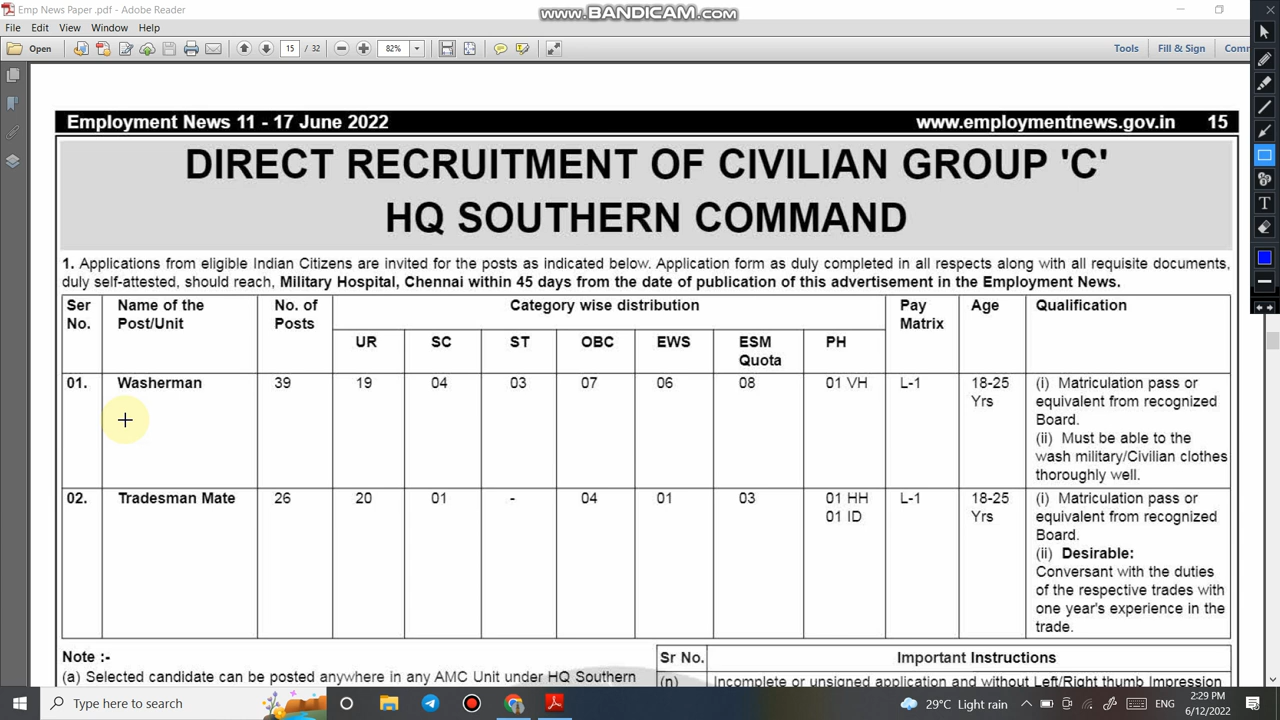 Emp News Paper .pdf - Adobe Reader
www.BANDICAM.com
File Edit View Window Help
Open 15 / 32 82% Tools Fill & Sign Comm
Employment News 11 - 17 June 2022 www.employmentnews.gov.in 15
DIRECT RECRUITMENT OF CIVILIAN GROUP 'C'
HQ SOUTHERN COMMAND
1. Applications from eligible Indian Citizens are invited for the posts as indicated below. Application form as duly completed in all respects along with all requisite documents,
duly self-attested, should reach, Military Hospital, Chennai within 45 days from the date of publication of this advertisement in the Employment News.
Ser No. Name of the Post/Unit No. of Posts Category wise distribution Pay Matrix Age Qualification
UR SC ST OBC EWS ESM Quota PH
01. Washerman 39 19 04 03 07 06 08 01 VH L-1 18-25 Yrs (i) Matriculation pass or
equivalent from recognized
Board.
(ii) Must be able to the
wash military/Civilian clothes
thoroughly well.
02. Tradesman Mate 26 20 01 - 04 01 03 01 HH 01 ID L-1 18-25 Yrs (i) Matriculation pass or
equivalent from recognized
Board.
(ii) Desirable:
Conversant with the duties
of the respective trades with
one year's experience in the
trade.
Note :-
(a) Selected candidate can be posted anywhere in any AMC Unit under HQ Southern
Sr No. Important Instructions
(n) Incomplete or unsigned application and without Left/Right thumb Impression
Type here to search
29°C Light rain ENG 2:29 PM
6/12/2022